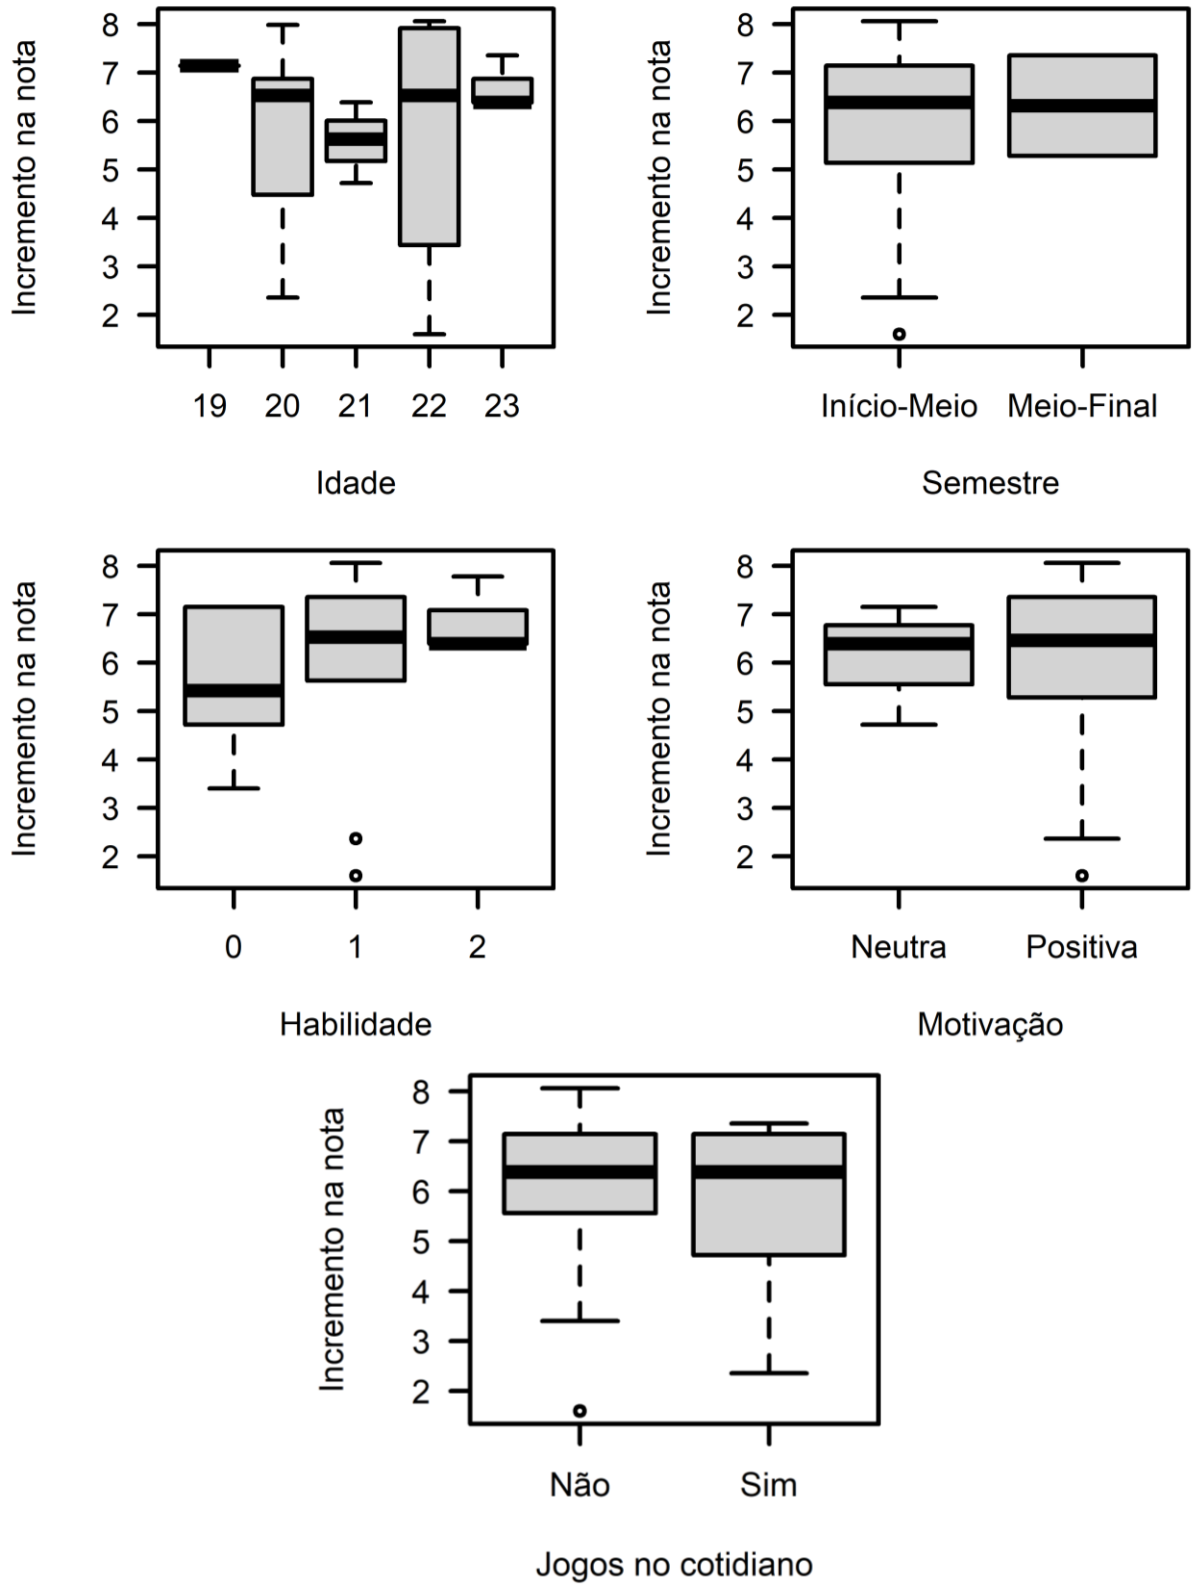 Incremento na nota
8
7
6
5
4
3
2
19 20 21 22 23
Idade
Incremento na nota
8
7
6
5
4
3
2
Início-Meio Meio-Final
Semestre
Incremento na nota
8
7
6
5
4
3
2
0 1 2
Habilidade
Incremento na nota
8
7
6
5
4
3
2
Neutra Positiva
Motivação
Incremento na nota
8
7
6
5
4
3
2
Não Sim
Jogos no cotidiano